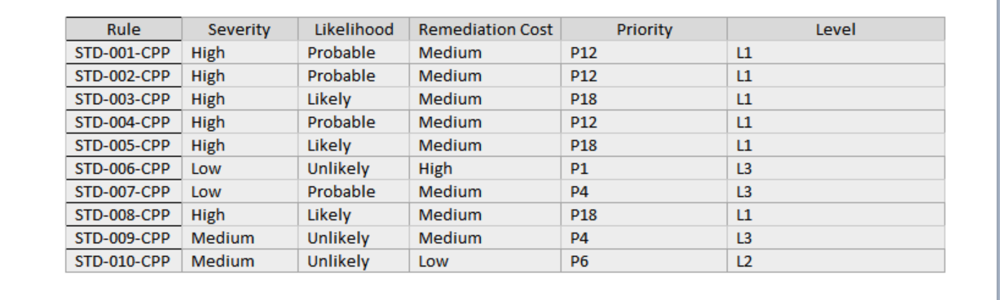 Rule Severity Likelihood Remediation Cost Priority Level
STD-001-CPP High Probable Medium P12 L1
STD-002-CPP High Probable Medium P12 L1
STD-003-CPP High Likely Medium P18 L1
STD-004-CPP High Probable Medium P12 L1
STD-005-CPP High Likely Medium P18 L1
STD-006-CPP Low Unlikely High P1 L3
STD-007-CPP Low Probable Medium P4 L3
STD-008-CPP High Likely Medium P18 L1
STD-009-CPP Medium Unlikely Medium P4 L3
STD-010-CPP Medium Unlikely Low P6 L2